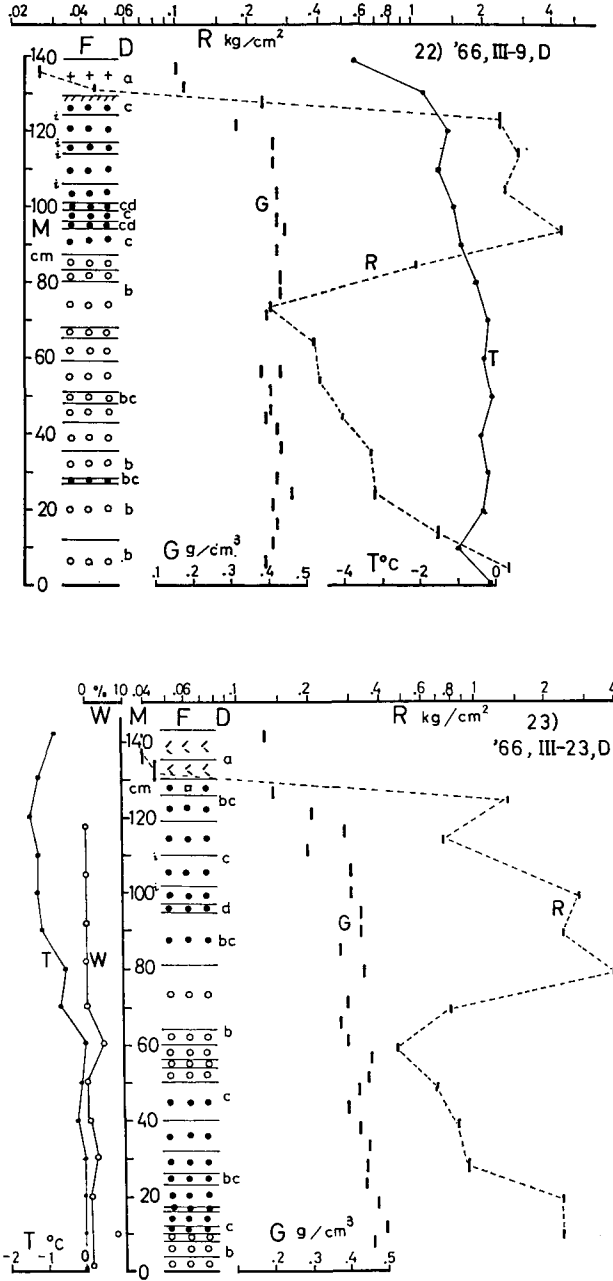 .02 .03 .04 .05 .06 .1 .2 .4 .6 .8 1 2 4
F D R kg/cm² 22) '66, III-9, D
140
a
c
i
120
i
i
i
100 cd
c
G
M cd
cm c
R
80 b
60 T
bc
40
b
bc
20 b
b
G g/cm³ T°C
0
.1 .2 .3 .4 .5 -4 -2 0
0 % 10 .04 .06 .1 .2 .4 .6 .8 1 2 4
W M F D R kg/cm² 23)
'66, III-23, D
140
a
cm
bc
120
i c
100 i
d R
G
T W bc
80
b
60
c
40
bc
20
c
T °C b G g/cm³
0
-2 -1 0 .2 .3 .4 .5